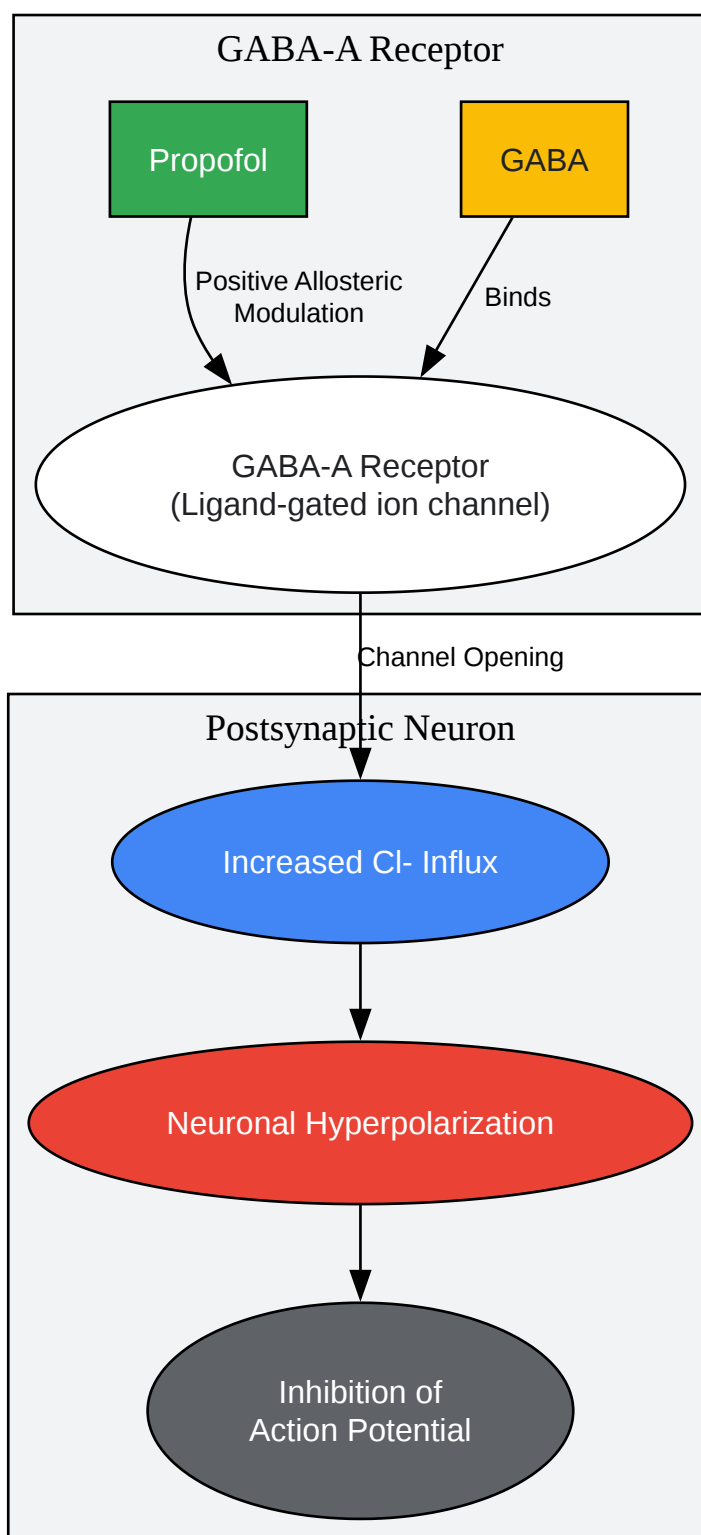 GABA-A Receptor
Propofol
GABA
Positive Allosteric
Modulation
Binds
GABA-A Receptor
(Ligand-gated ion channel)
Channel Opening
Postsynaptic Neuron
Increased Cl- Influx
Neuronal Hyperpolarization
Inhibition of
Action Potential